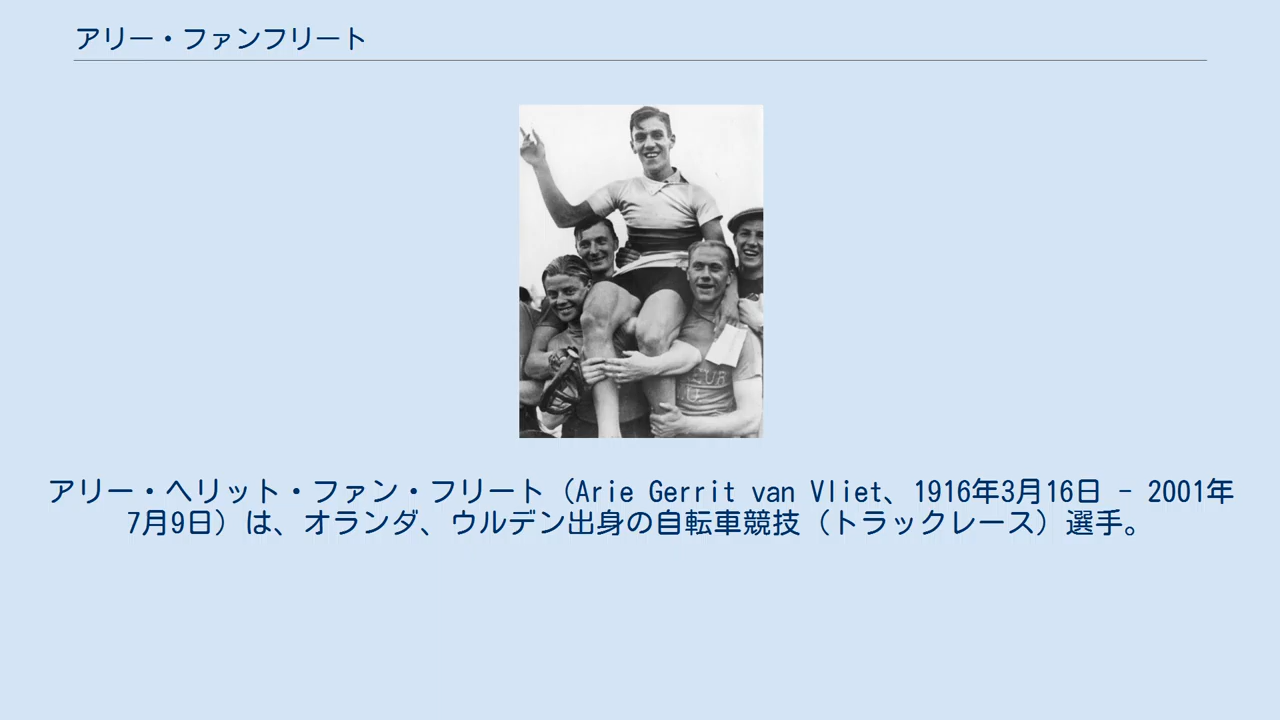 アリー・ファンフリート
アリー・ヘリット・ファン・フリート（Arie Gerrit van Vliet、1916年3月16日 - 2001年
7月9日）は、オランダ、ウルデン出身の自転車競技（トラックレース）選手。